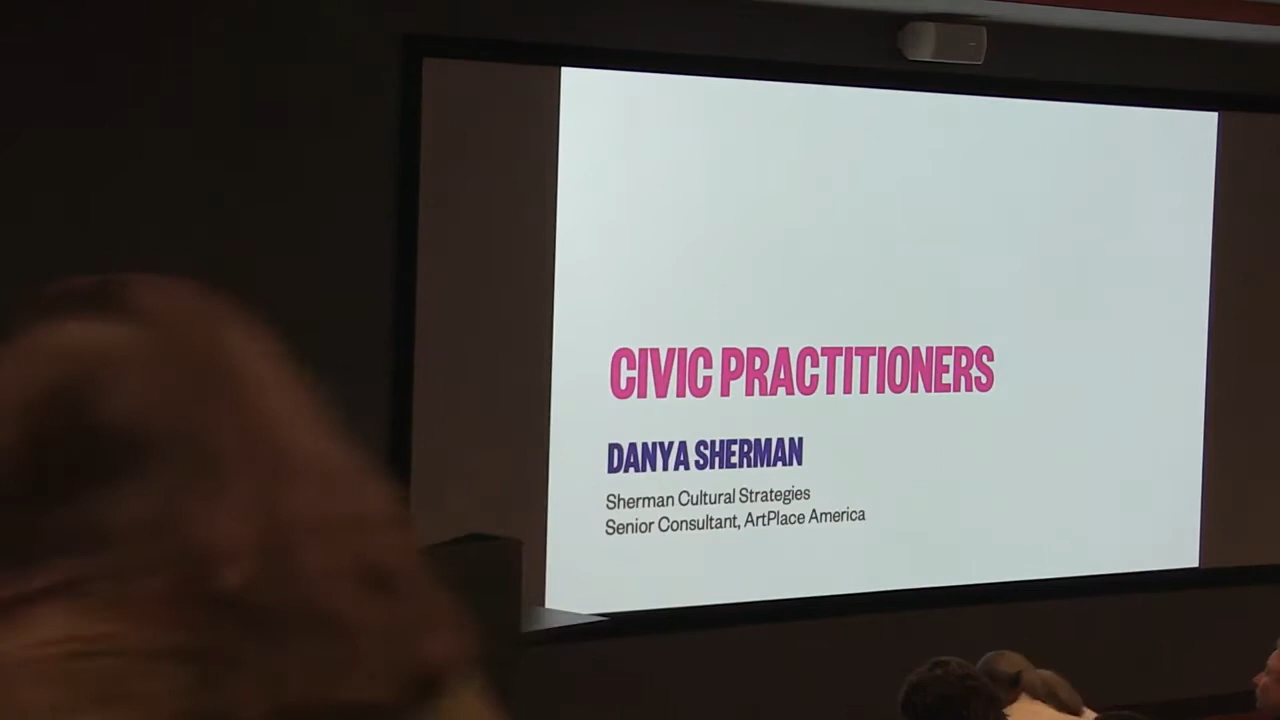 CIVIC PRACTITIONERS
DANYA SHERMAN
Sherman Cultural Strategies
Senior Consultant, ArtPlace America